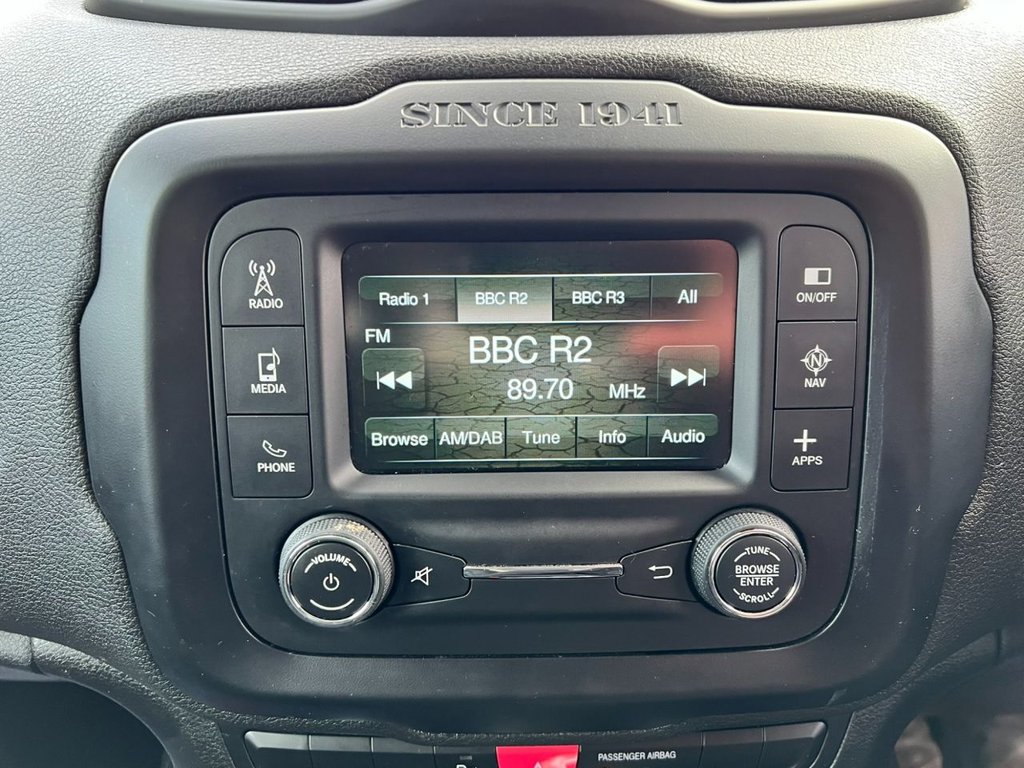 SINCE 1941
RADIO
MEDIA
PHONE
Radio 1 BBC R2 BBC R3 All
FM
BBC R2
89.70 MHz
Browse AM/DAB Tune Info Audio
ON/OFF
N
NAV
APPS
VOLUME
TUNE
BROWSE
ENTER
SCROLL
PASSENGER AIRBAG